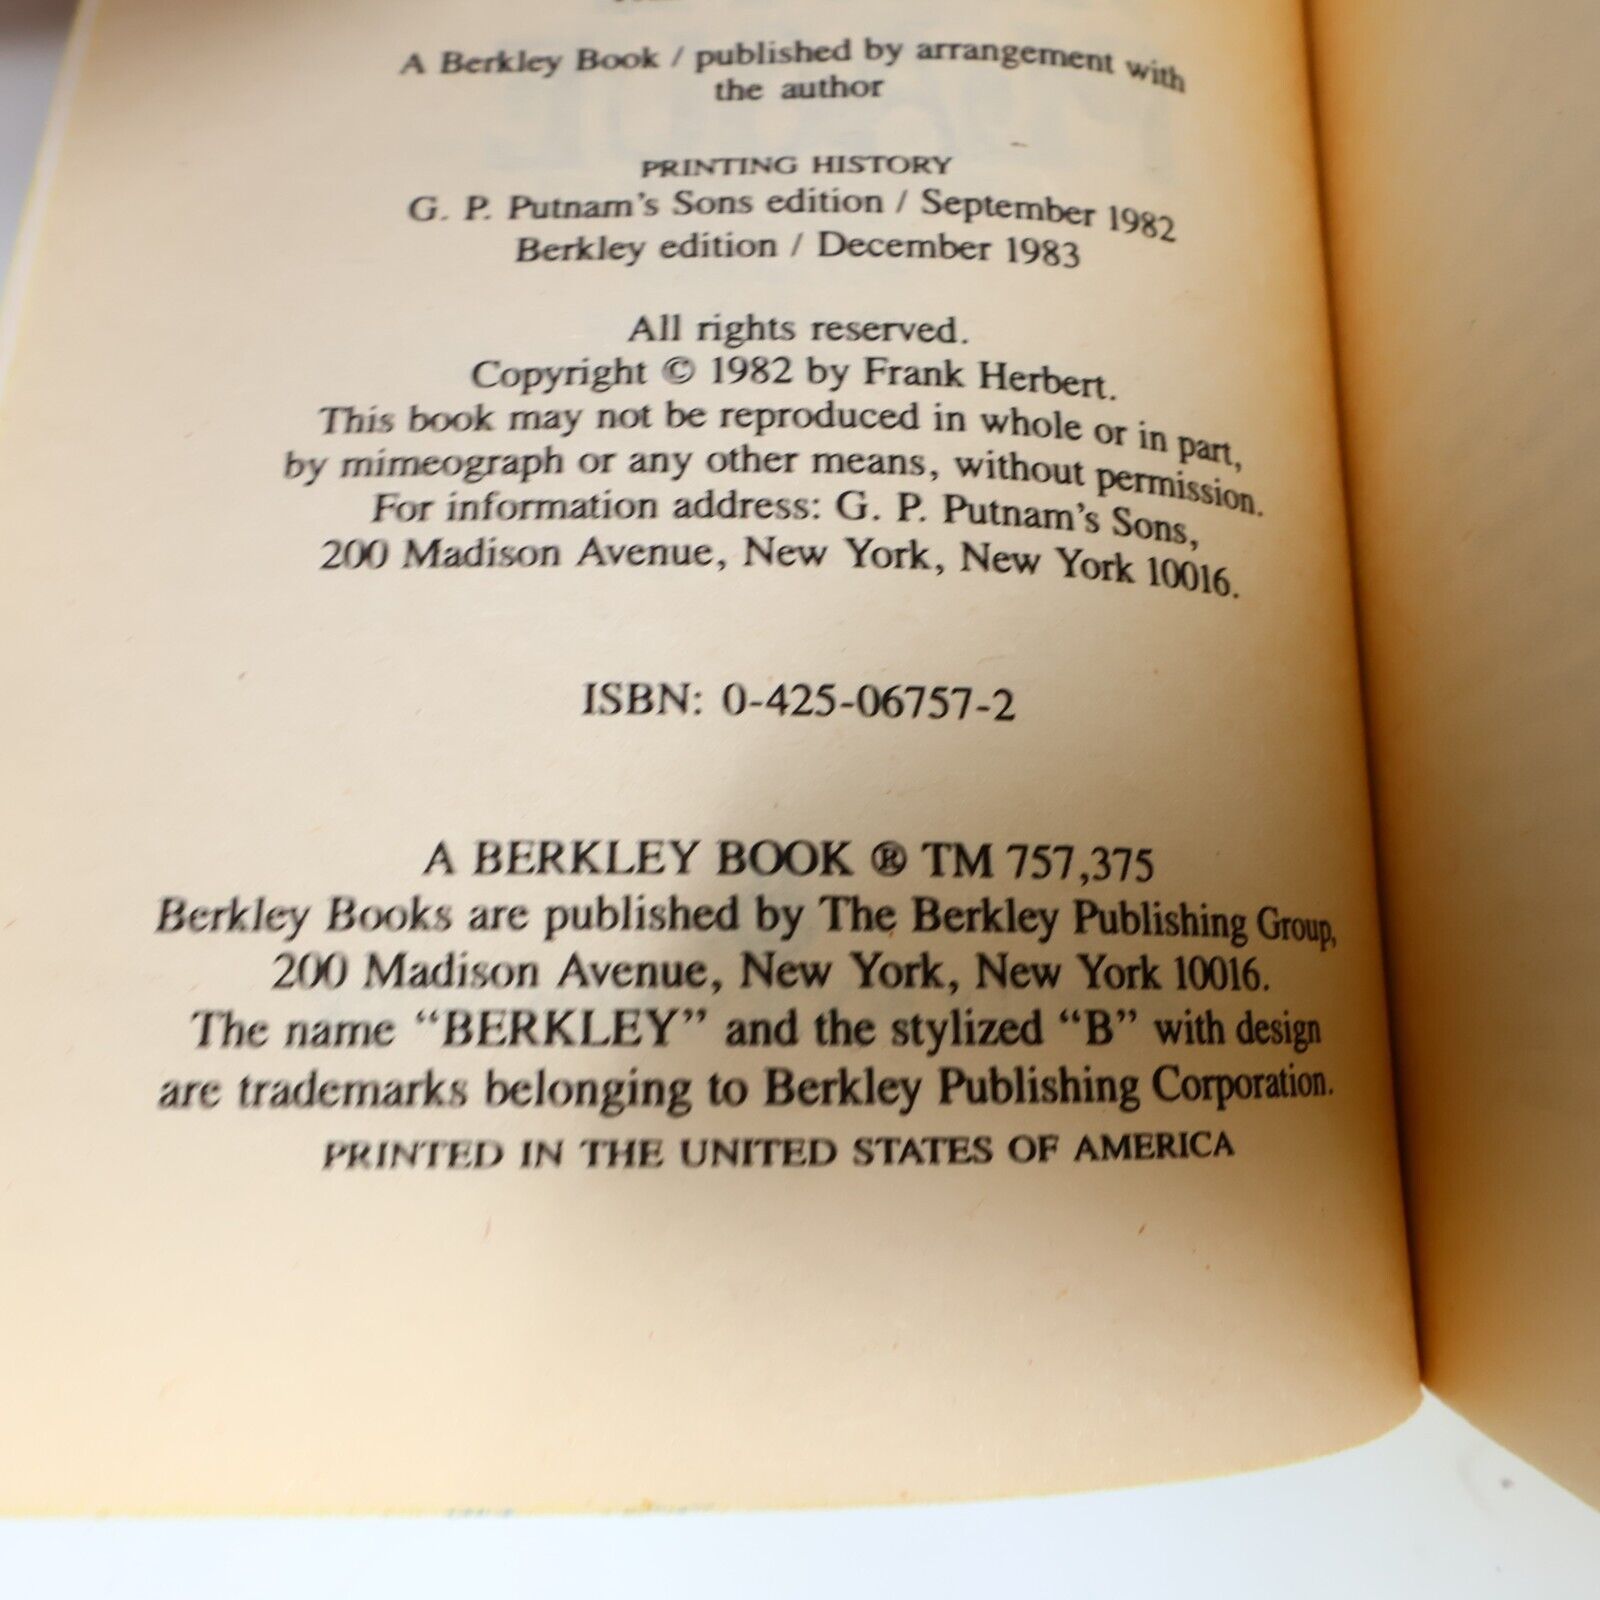 A Berkley Book / published by arrangement with
the author
PRINTING HISTORY
G. P. Putnam's Sons edition / September 1982
Berkley edition / December 1983
All rights reserved.
Copyright © 1982 by Frank Herbert.
This book may not be reproduced in whole or in part,
by mimeograph or any other means, without permission.
For information address: G. P. Putnam's Sons,
200 Madison Avenue, New York, New York 10016.
ISBN: 0-425-06757-2
A BERKLEY BOOK ® TM 757,375
Berkley Books are published by The Berkley Publishing Group,
200 Madison Avenue, New York, New York 10016.
The name "BERKLEY" and the stylized "B" with design
are trademarks belonging to Berkley Publishing Corporation.
PRINTED IN THE UNITED STATES OF AMERICA